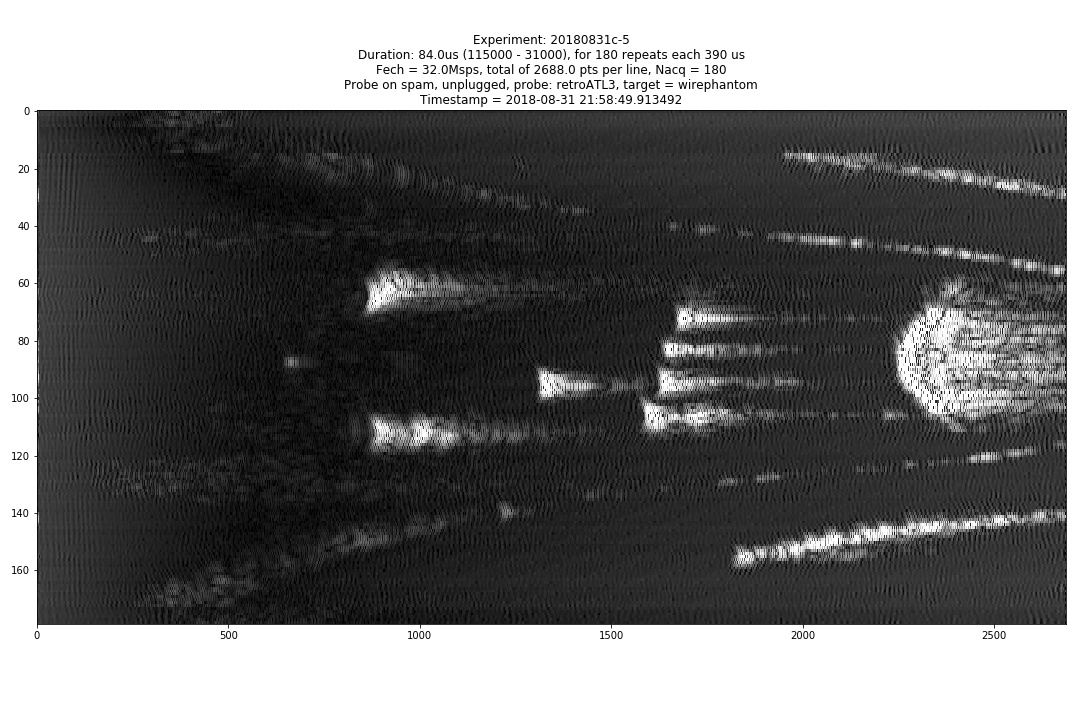 Experiment: 20180831c-5
Duration: 84.0us (115000 - 31000), for 180 repeats each 390 us
Fech = 32.0Msps, total of 2688.0 pts per line, Nacq = 180
Probe on spam, unplugged, probe: retroATL3, target = wirephantom
Timestamp = 2018-08-31 21:58:49.913492
0
20
40
60
80
100
120
140
160
0 500 1000 1500 2000 2500